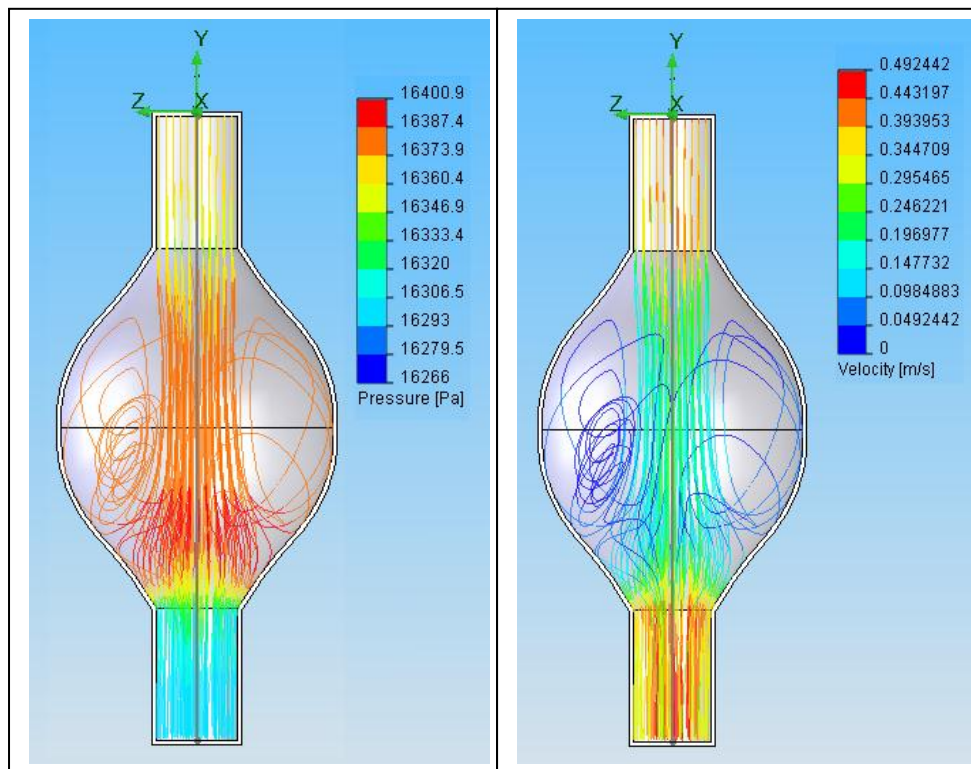 Y
Z
X
16400.9
16387.4
16373.9
16360.4
16346.9
16333.4
16320
16306.5
16293
16279.5
16266
Pressure [Pa]
Y
Z
X
0.492442
0.443197
0.393953
0.344709
0.295465
0.246221
0.196977
0.147732
0.0984883
0.0492442
0
Velocity [m/s]